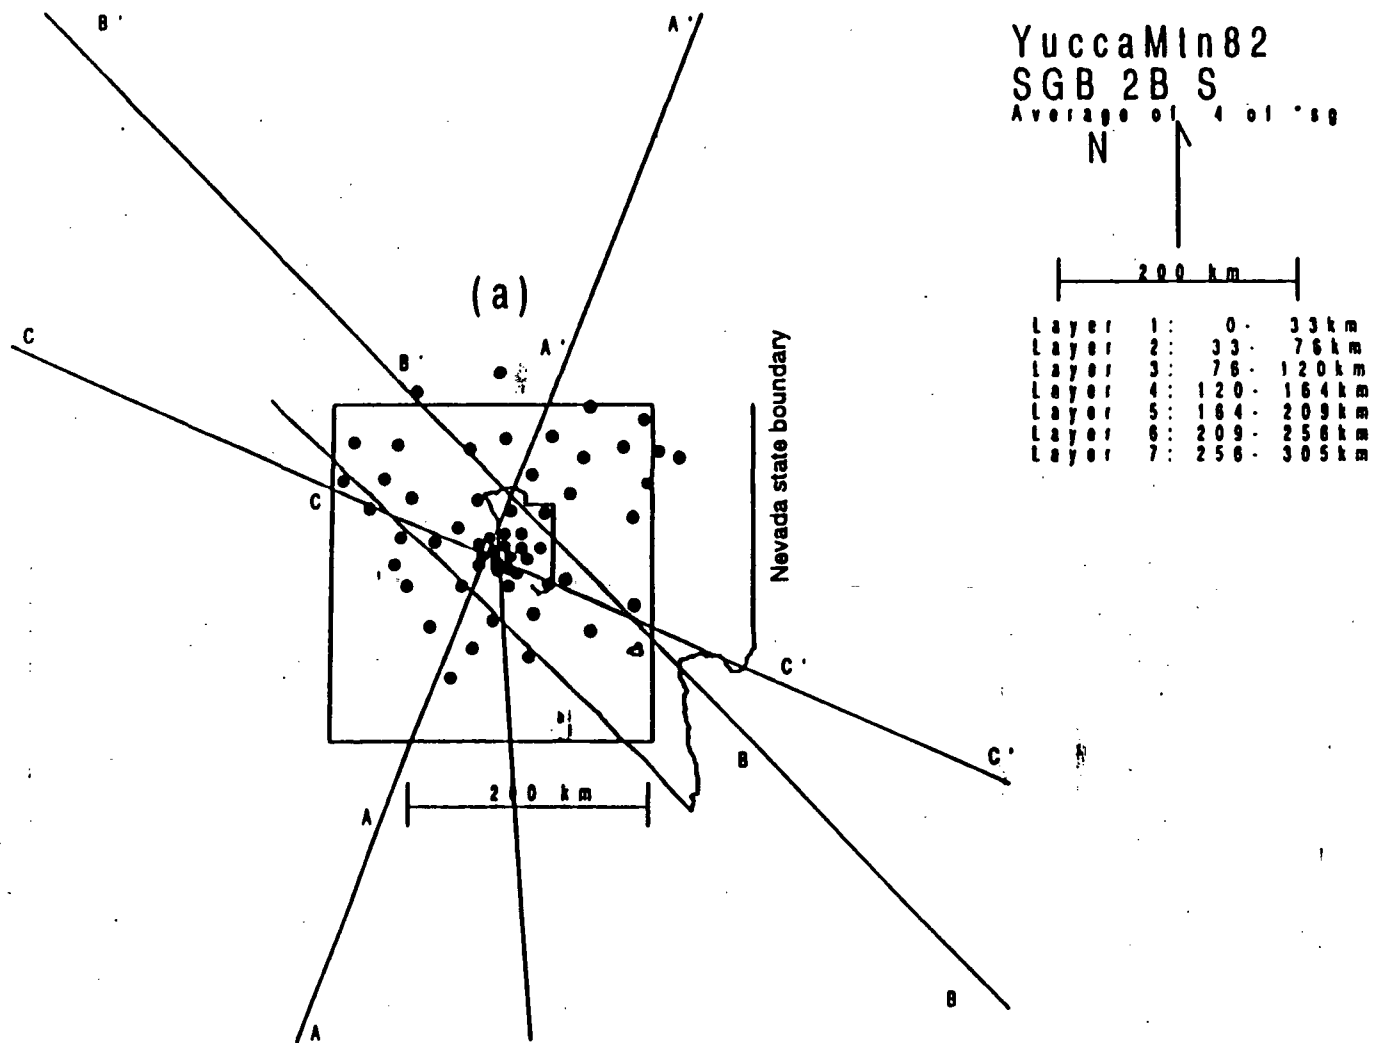 B'
A'
YuccaMtn82
SGB 2B S
Average of 4 of *sg
N
200 km
(a)
C
B'
A'
Layer 1: 0- 33km
Layer 2: 33- 76km
Layer 3: 76- 120km
Layer 4: 120- 164km
Layer 5: 164- 209km
Layer 6: 209- 256km
Layer 7: 256- 305km
Nevada state boundary
C
C'
B
C'
200 km
A
B
A